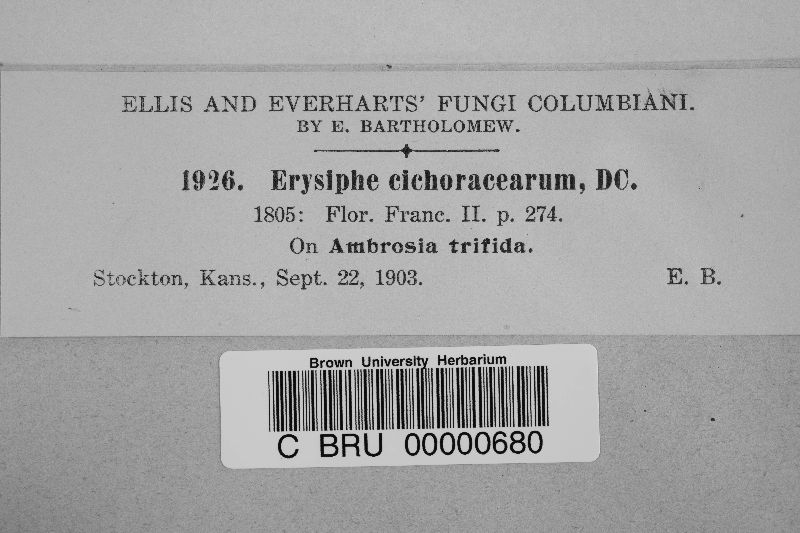 ELLIS AND EVERHARTS' FUNGI COLUMBIANI.
BY E. BARTHOLOMEW.
1926. Erysiphe cichoracearum, DC.
1805: Flor. Franc. II. p. 274.
On Ambrosia trifida.
Stockton, Kans., Sept. 22, 1903. E. B.
Brown University Herbarium
C BRU 00000680